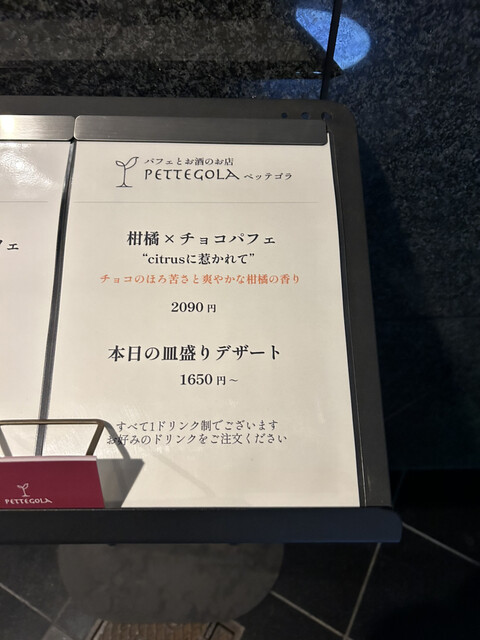 パフェとお酒のお店
PETTEGOLA ペッテゴラ
フェ
柑橘×チョコパフェ
“citrusに惹かれて”
チョコのほろ苦さと爽やかな柑橘の香り
2090円
本日の皿盛りデザート
1650円～
すべて1ドリンク制でございます
お好みのドリンクをご注文ください
PETTEGOLA